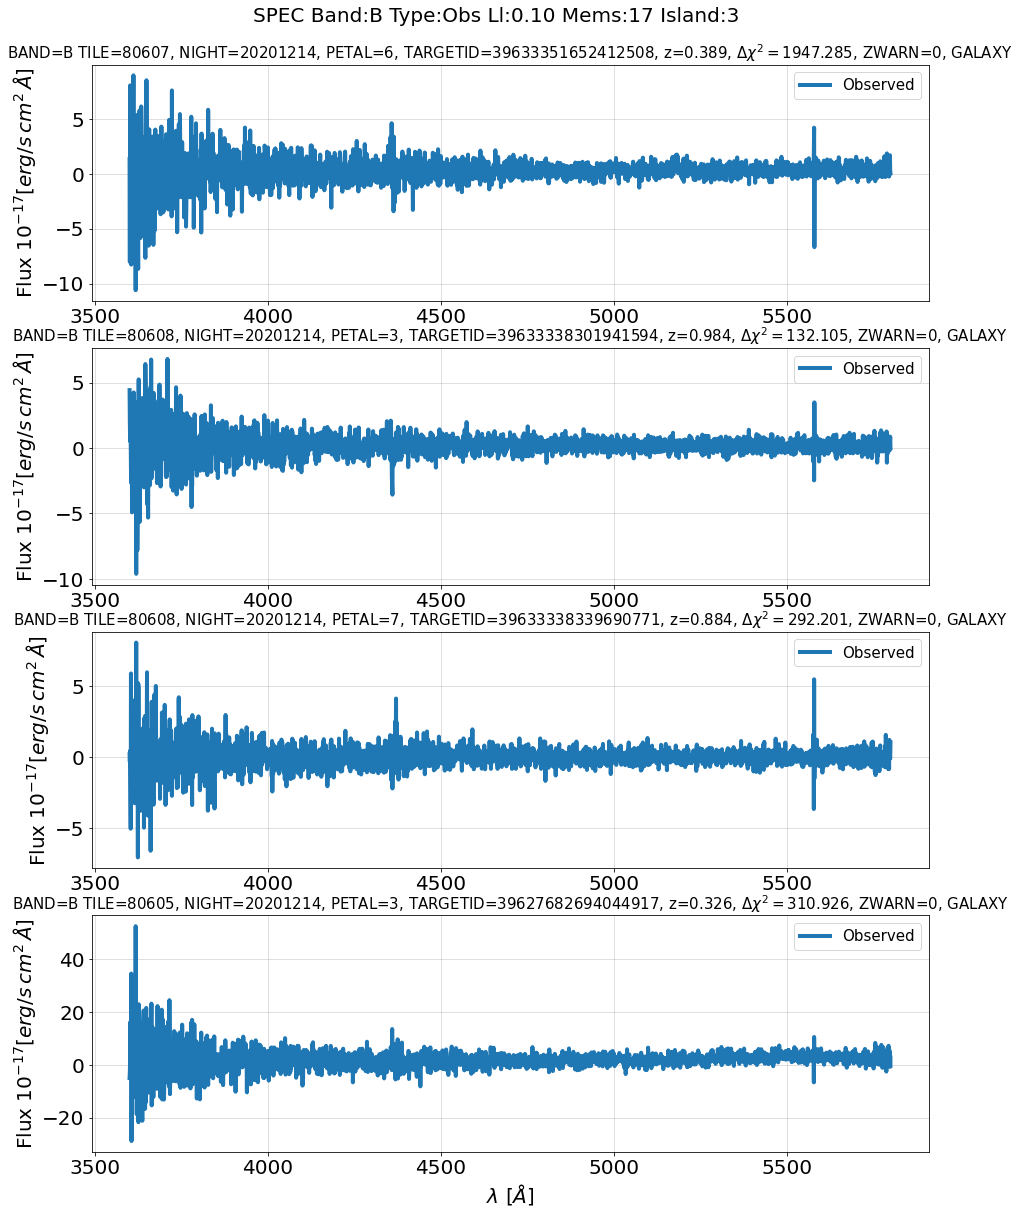 SPEC Band:B Type:Obs Ll:0.10 Mems:17 Island:3
BAND=B TILE=80607, NIGHT=20201214, PETAL=6, TARGETID=39633351652412508, z=0.389, Δχ²=1947.285, ZWARN=0, GALAXY
Observed
Flux 10⁻¹⁷[erg/s cm² Å]
5
0
−5
−10
3500 4000 4500 5000 5500
BAND=B TILE=80608, NIGHT=20201214, PETAL=3, TARGETID=39633338301941594, z=0.984, Δχ²=132.105, ZWARN=0, GALAXY
Observed
Flux 10⁻¹⁷[erg/s cm² Å]
5
0
−5
−10
3500 4000 4500 5000 5500
BAND=B TILE=80608, NIGHT=20201214, PETAL=7, TARGETID=39633338339690771, z=0.884, Δχ²=292.201, ZWARN=0, GALAXY
Observed
Flux 10⁻¹⁷[erg/s cm² Å]
5
0
−5
3500 4000 4500 5000 5500
BAND=B TILE=80605, NIGHT=20201214, PETAL=3, TARGETID=39627682694044917, z=0.326, Δχ²=310.926, ZWARN=0, GALAXY
Observed
Flux 10⁻¹⁷[erg/s cm² Å]
40
20
0
−20
3500 4000 4500 5000 5500
λ [Å]